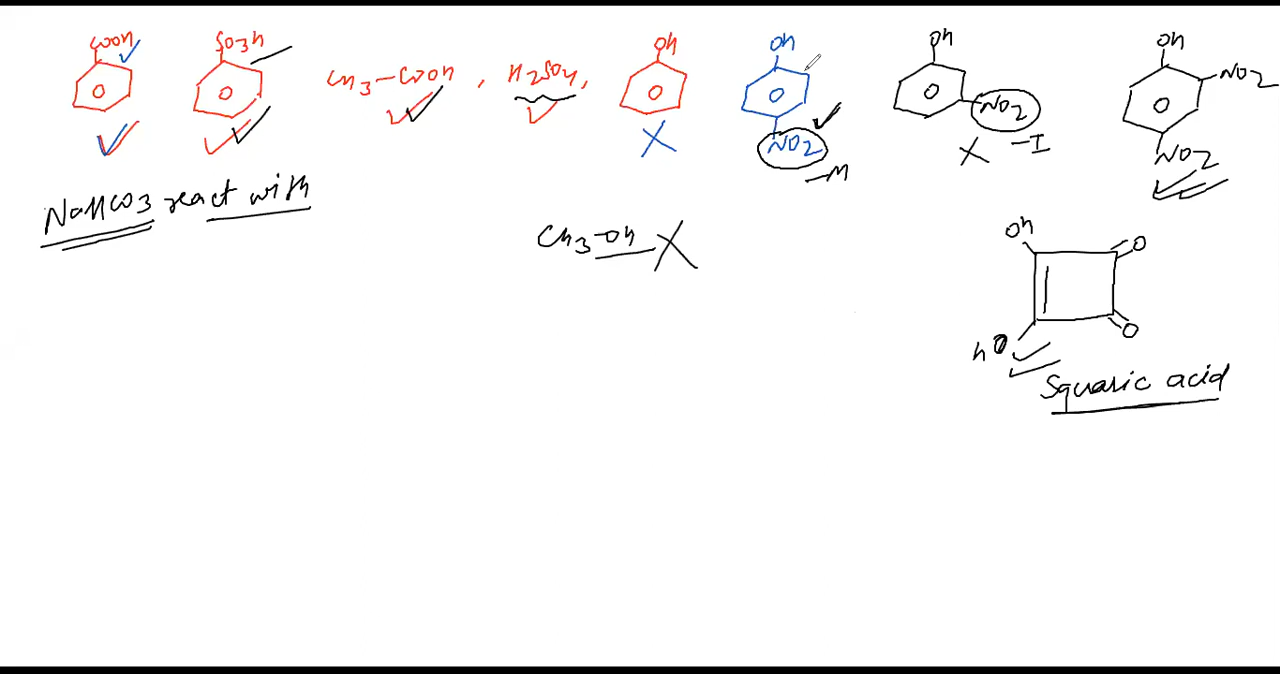 COOH SO3H CH3-COOH , H2SO4, OH OH OH OH
NO2 NO2 NO2 NO2
-M X -I
NaHCO3 react with
CH3-OH X
OH O
HO O
Squaric acid